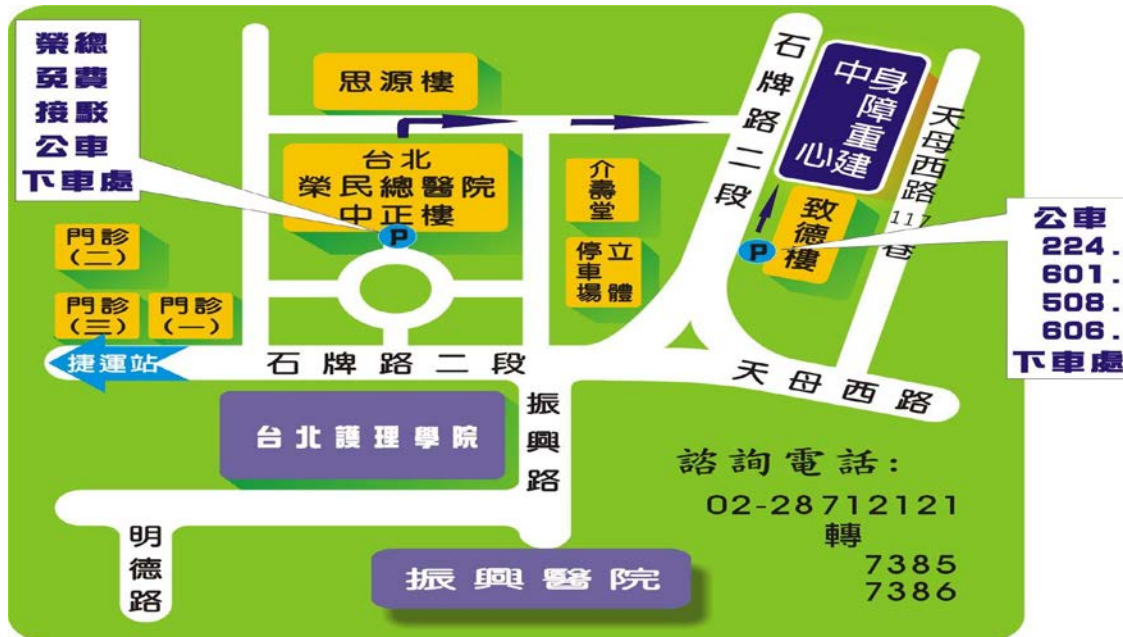 榮總
免費
接駁
公車
下車處
思源樓
台北
榮民總醫院
中正樓
P
門診
(二)
門診
(三)
門診
(一)
捷運站
介壽堂
立體
停車場
石牌路二段
身障重建
中心
天母西路
117
巷
致德樓
P
公車
224.
601.
508.
606.
下車處
石牌路二段
天母西路
振興路
台北護理學院
明德路
振興醫院
諮詢電話:
02-28712121
轉
7385
7386